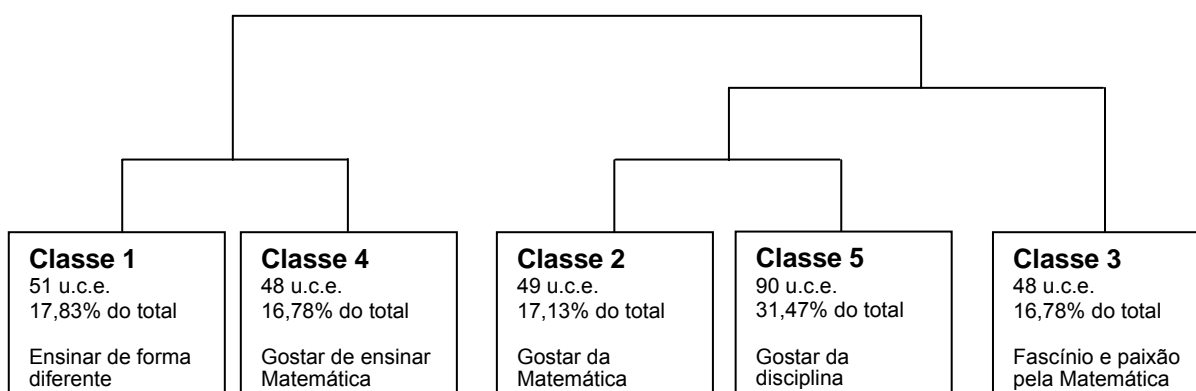 Classe 1
51 u.c.e.
17,83% do total
Ensinar de forma
diferente
Classe 4
48 u.c.e.
16,78% do total
Gostar de ensinar
Matemática
Classe 2
49 u.c.e.
17,13% do total
Gostar da
Matemática
Classe 5
90 u.c.e.
31,47% do total
Gostar da
disciplina
Classe 3
48 u.c.e.
16,78% do total
Fascínio e paixão
pela Matemática